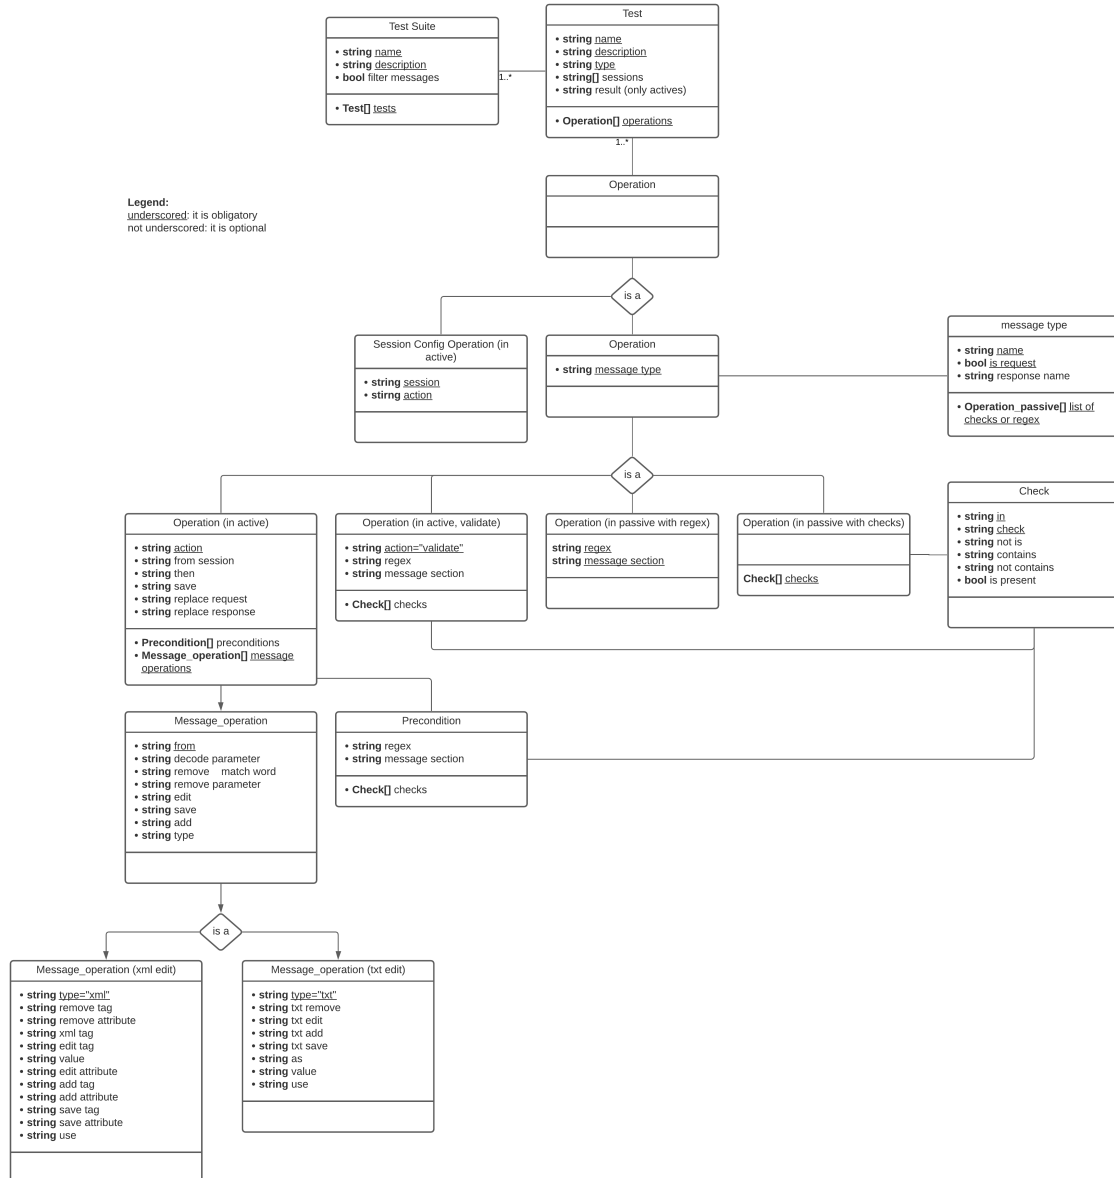 Test Suite
• string name
• string description
• bool filter messages
• Test[] tests
1..*
Test
• string name
• string description
• string type
• string[] sessions
• string result (only actives)
• Operation[] operations
1..*
Legend:
underscored: it is obligatory
not underscored: it is optional
Operation
is a
Session Config Operation (in
active)
• string session
• stirng action
Operation
• string message type
message type
• string name
• bool is request
• string response name
• Operation_passive[] list of
checks or regex
is a
Operation (in active)
• string action
• string from session
• string then
• string save
• string replace request
• string replace response
• Precondition[] preconditions
• Message_operation[] message
operations
Operation (in active, validate)
• string action="validate"
• string regex
• string message section
• Check[] checks
Operation (in passive with regex)
string regex
string message section
Operation (in passive with checks)
Check[] checks
Check
• string in
• string check
• string not is
• string contains
• string not contains
• bool is present
Message_operation
• string from
• string decode parameter
• string remove match word
• string remove parameter
• string edit
• string save
• string add
• string type
Precondition
• string regex
• string message section
• Check[] checks
is a
Message_operation (xml edit)
• string type="xml"
• string remove tag
• string remove attribute
• string xml tag
• string edit tag
• string value
• string edit attribute
• string add tag
• string add attribute
• string save tag
• string save attribute
• string use
Message_operation (txt edit)
• string type="txt"
• string txt remove
• string txt edit
• string txt add
• string txt save
• string as
• string value
• string use